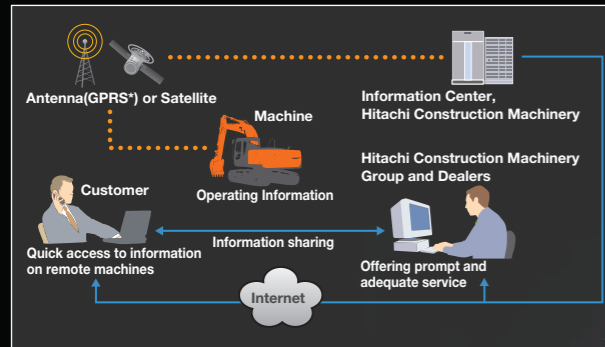 Antenna(GPRS*) or Satellite
Information Center,
Hitachi Construction Machinery
Machine
Operating Information
Hitachi Construction Machinery
Group and Dealers
Customer
Information sharing
Quick access to information
on remote machines
Offering prompt and
adequate service
Internet